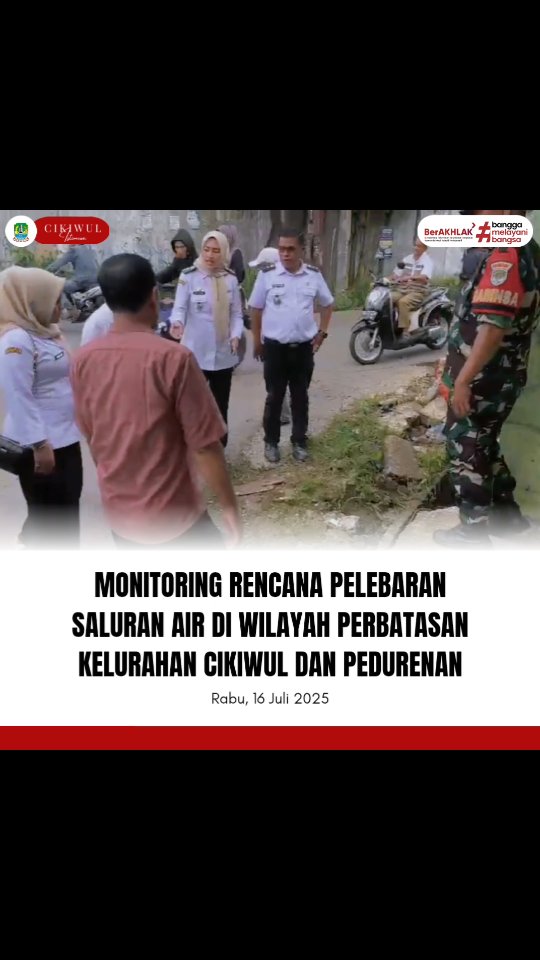 CIKIWUL
BerAKHLAK
#bangga
melayani
bangsa
BABINSA
MONITORING RENCANA PELEBARAN
SALURAN AIR DI WILAYAH PERBATASAN
KELURAHAN CIKIWUL DAN PEDURENAN
Rabu, 16 Juli 2025